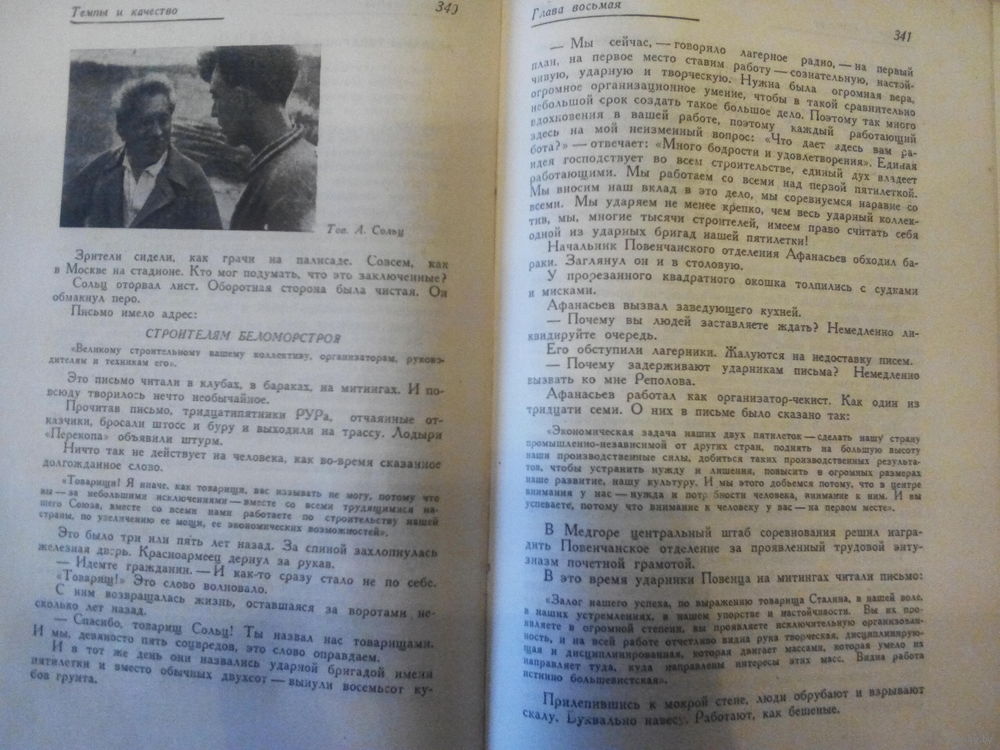 Темпы и качество
340
Тов. А. Сольц
Зрители сидели, как грачи на палисаде. Совсем, как
в Москве на стадионе. Кто мог подумать, что это заключенные?
Сольц оторвал лист. Оборотная сторона была чистая. Он
обмакнул перо.
Письмо имело адрес:
СТРОИТЕЛЯМ БЕЛОМОРСТРОЯ
«Великому строительному вашему коллективу, организаторам, руково-
дителям и техникам его».
Это письмо читали в клубах, в бараках, на митингах. И по-
всюду творилось нечто необычайное.
Прочитав письмо, тридцатипятники РУРа, отчаянные от-
казчики, бросали штосс и буру и выходили на трассу. Лодыри
«Перекопа» объявили штурм.
Ничто так не действует на человека, как во-время сказанное
долгожданное слово.
«Товарищи! Я иначе, как товарищи, вас называть не могу, потому что
вы — за небольшими исключениями — вместе со всеми трудящимися на-
шего Союза, вместе со всеми нами работаете по строительству нашей
страны, по увеличению ее мощи, ее экономических возможностей».
Это было три или пять лет назад. За спиной захлопнулась
железная дверь. Красноармеец дернул за рукав.
— Идемте гражданин. — И как-то сразу стало не по себе.
«Товарищ!» Это слово волновало.
С ним возвращалась жизнь, оставшаяся за воротами не-
сколько лет назад.
— Спасибо, товарищ Сольц! Ты назвал нас товарищами.
И мы, девяносто пять соцвредов, это слово оправдаем.
И в тот же день они назвались ударной бригадой имени
пятилетки и вместо обычных двухсот — вынули восемьсот ку-
бов грунта.
Глава восьмая
341
— Мы сейчас, — говорило лагерное радио, — на первый
план, на первое место ставим работу — сознательную, настой-
чивую, ударную и творческую. Нужна была огромная вера,
огромное организационное умение, чтобы в такой сравнительно
небольшой срок создать такое большое дело. Поэтому так много
вдохновения в вашей работе, поэтому каждый работающий
здесь на мой неизменный вопрос: «Что дает здесь вам ра-
бота?» — отвечает: «Много бодрости и удовлетворения». Единая
идея господствует во всем строительстве, единый дух владеет
работающими. Мы работаем со всеми над первой пятилеткой.
Мы вносим наш вклад в это дело, мы соревнуемся наравне со
всеми. Мы ударяем не менее крепко, чем весь ударный коллек-
тив, мы, многие тысячи строителей, имеем право считать себя
одной из ударных бригад нашей пятилетки!
Начальник Повенчанского отделения Афанасьев обходил ба-
раки. Заглянул он и в столовую.
У прорезанного квадратного окошка толпились с судками
и мисками.
Афанасьев вызвал заведующего кухней.
— Почему вы людей заставляете ждать? Немедленно ли-
квидируйте очередь.
Его обступили лагерники. Жалуются на недоставку писем.
— Почему задерживают ударникам письма? Немедленно
вызвать ко мне Реполова.
Афанасьев работал как организатор-чекист. Как один из
тридцати семи. О них в письме было сказано так:
«Экономическая задача наших двух пятилеток — сделать нашу страну
промышленно-независимой от других стран, поднять на большую высоту
наши производственные силы, добиться таких производственных результа-
тов, чтобы устранить нужду и лишения, повысить в огромных размерах
наше развитие, нашу культуру. И мы этого добьемся потому, что в центре
внимания у нас — нужда и потребности человека, внимание к ним. И вы
успеваете, потому что внимание к человеку у вас — на первом месте».
В Медгоре центральный штаб соревнования решил награ-
дить Повенчанское отделение за проявленный трудовой энту-
зиазм почетной грамотой.
В это время ударники Повенца на митингах читали письмо:
«Залог нашего успеха, по выражению товарища Сталина, в нашей воле,
в наших устремлениях, в нашем упорстве и настойчивости. Вы их про-
являете в огромной степени, вы проявляете исключительную организован-
ность, и на всей работе отчетливо видна рука творческая, дисциплинирую-
щая и дисциплинированная, которая двигает массами, которая умело их
направляет туда, куда направлены интересы этих масс. Видна работа
истинно большевистская».
Прилепившись к мокрой стене, люди обрубают и взрывают
скалу. Буквально навесу. Работают, как бешеные.